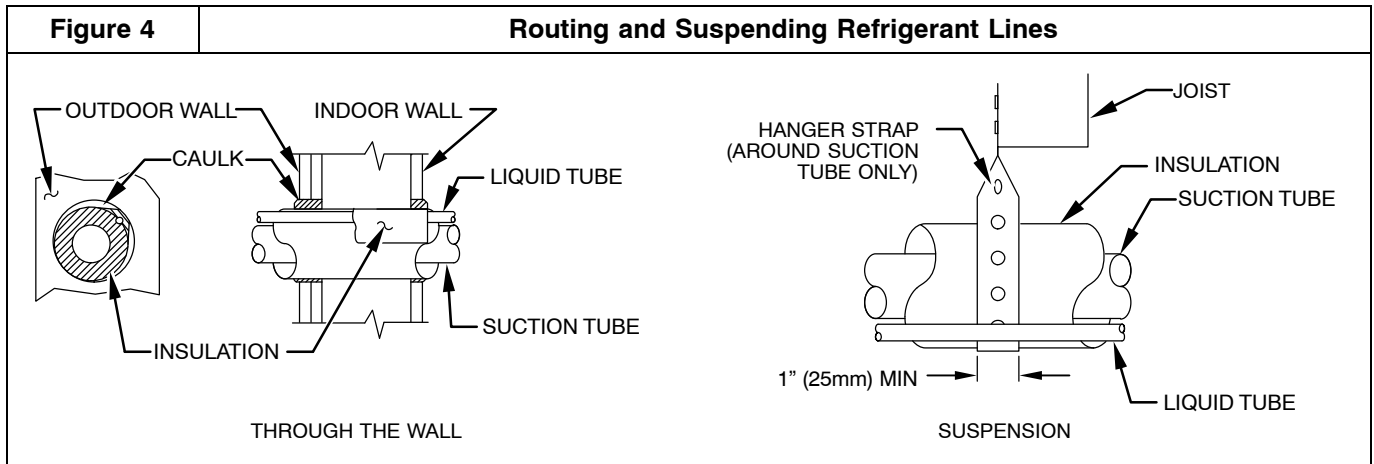 Figure 4
Routing and Suspending Refrigerant Lines
OUTDOOR WALL
INDOOR WALL
CAULK
LIQUID TUBE
SUCTION TUBE
INSULATION
THROUGH THE WALL
JOIST
HANGER STRAP
(AROUND SUCTION
TUBE ONLY)
INSULATION
SUCTION TUBE
1” (25mm) MIN
LIQUID TUBE
SUSPENSION